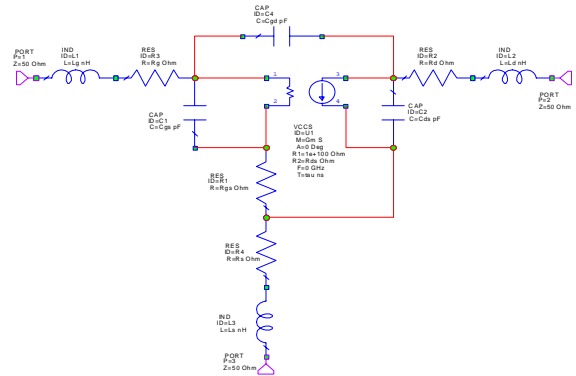 CAP
ID=C4
C=Cgd pF
PORT
P=1
Z=50 Ohm
IND
ID=L1
L=Lg nH
RES
ID=R3
R=Rg Ohm
1
2
3
4
RES
ID=R2
R=Rd Ohm
IND
ID=L2
L=Ld nH
PORT
P=2
Z=50 Ohm
CAP
ID=C1
C=Cgs pF
CAP
ID=C2
C=Cds pF
VCCS
ID=U1
M=Gm S
A=0 Deg
R1=1e+100 Ohm
R2=Rds Ohm
F=0 GHz
T=tau ns
RES
ID=R1
R=Rgs Ohm
RES
ID=R4
R=Rs Ohm
IND
ID=L3
L=Ls nH
PORT
P=3
Z=50 Ohm